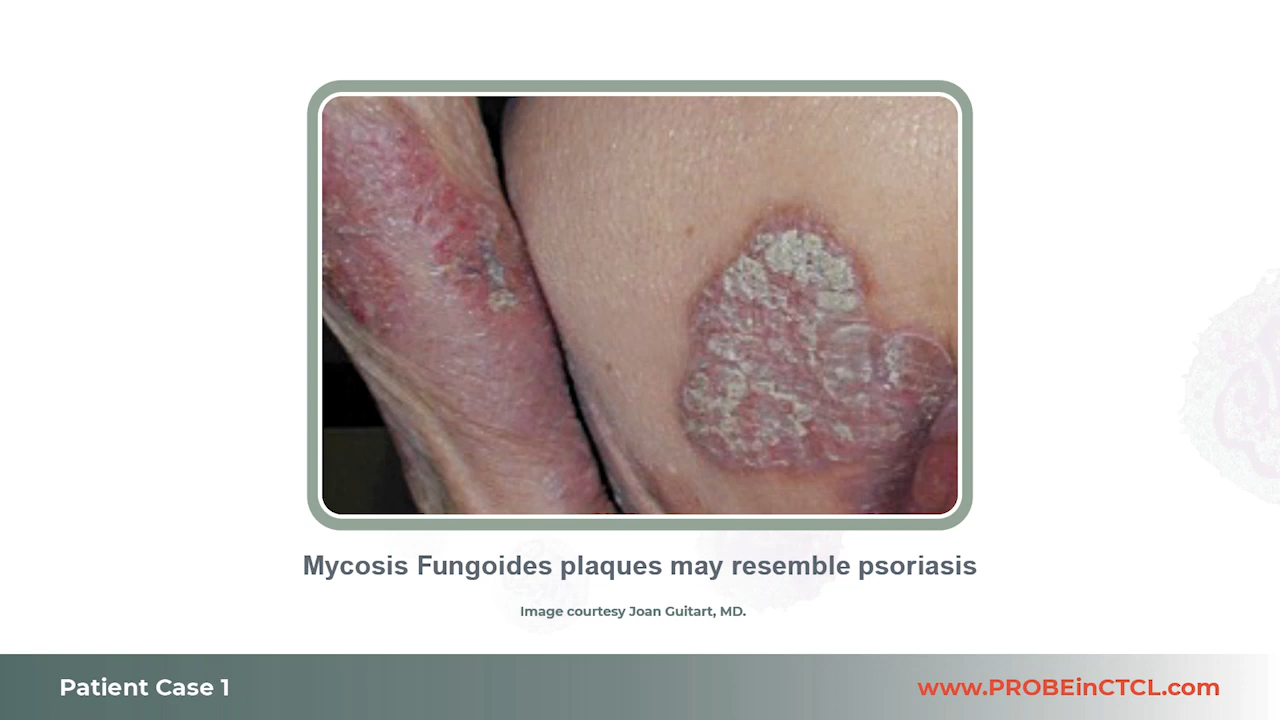 Mycosis Fungoides plaques may resemble psoriasis
Image courtesy Joan Guitart, MD.
Patient Case 1
www.PROBEinCTCL.com